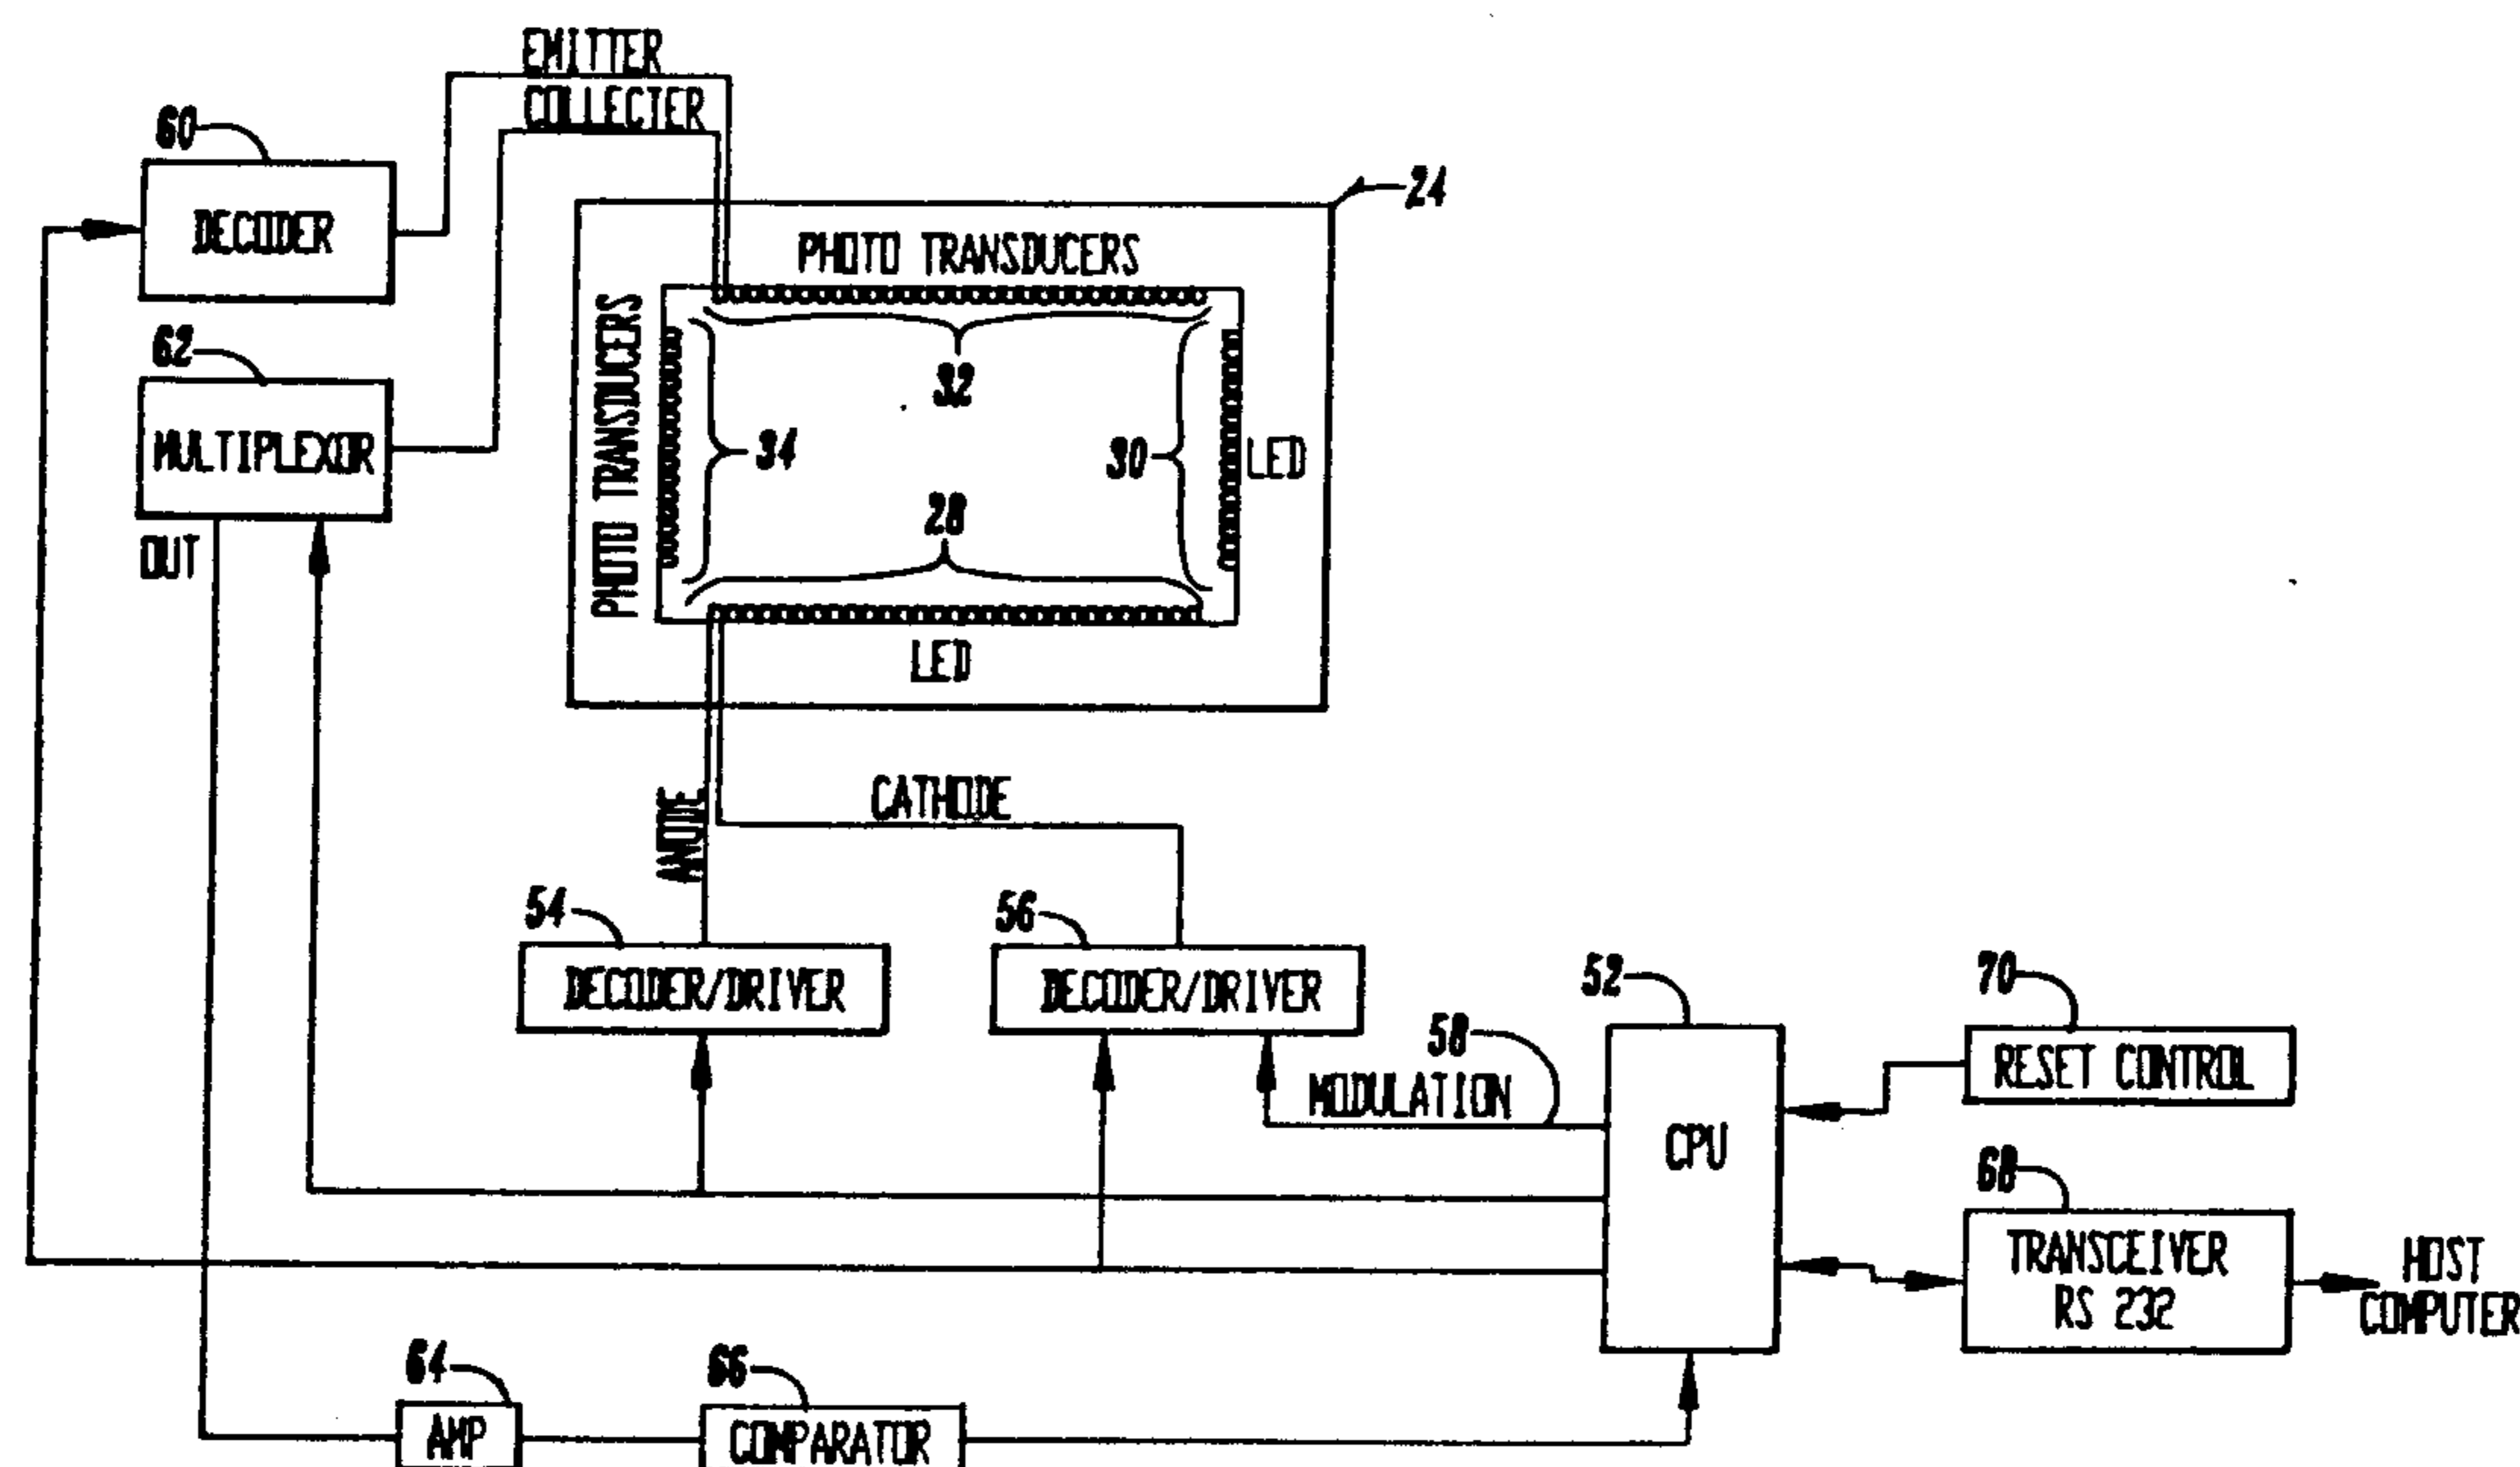 EMITTER
COLLECTER
60
DECODER
24
PHOTO TRANSDUCERS
PHOTO TRANSDUCERS
62
MULTIPLEXOR
OUT
32
34
30
LED
28
LED
ANODE
CATHODE
54
DECODER/DRIVER
56
DECODER/DRIVER
58
MODULATION
52
CPU
70
RESET CONTROL
68
TRANSCEIVER
RS 232
HOST
COMPUTER
64
AMP
66
COMPARATOR